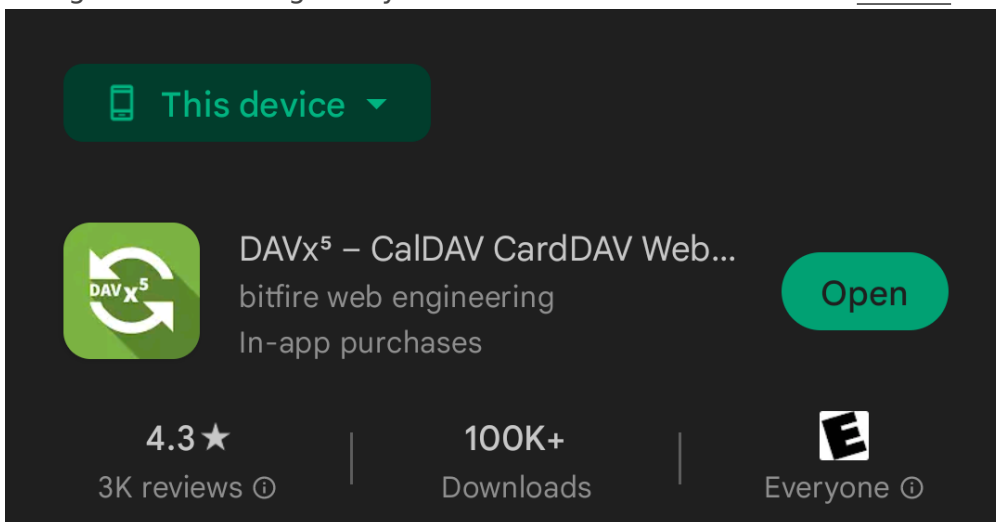 This device
DAVx⁵ – CalDAV CardDAV Web...
bitfire web engineering
In-app purchases
Open
DAV x⁵
4.3★
3K reviews
100K+
Downloads
E
Everyone